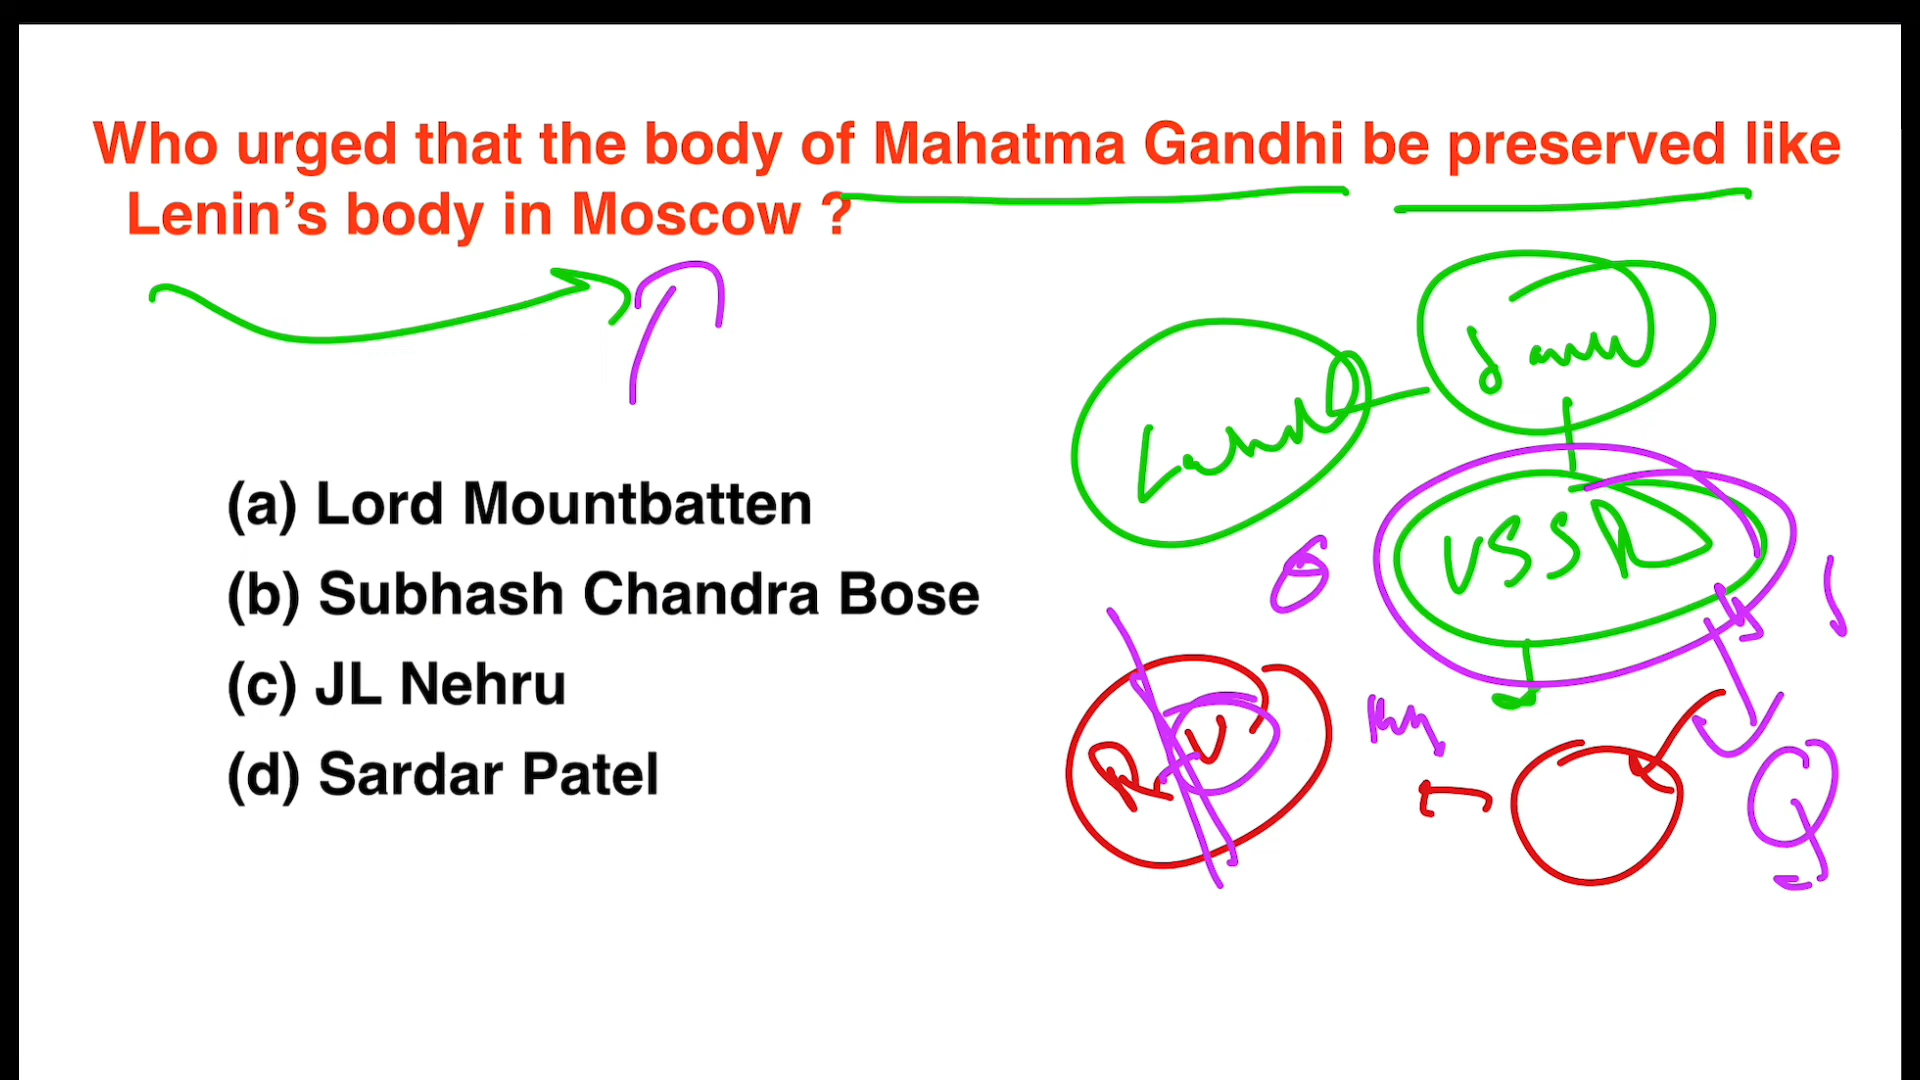 Who urged that the body of Mahatma Gandhi be preserved like
Lenin’s body in Moscow ?
(a) Lord Mountbatten
(b) Subhash Chandra Bose
(c) JL Nehru
(d) Sardar Patel
USSR